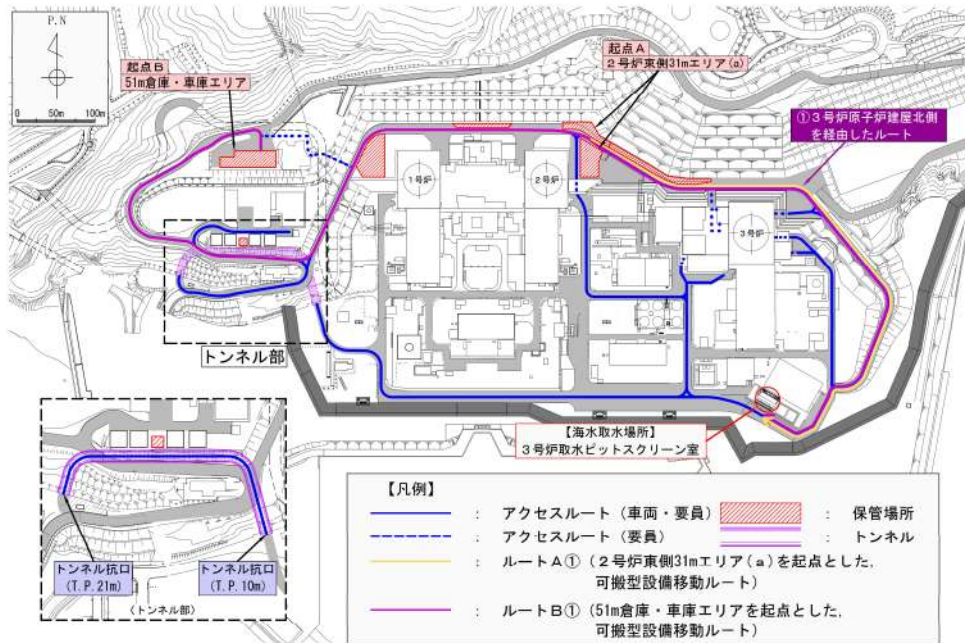 P.N
0 50m 100m
起点B
51m倉庫・車庫エリア
起点A
2号炉東側31mエリア(a)
①3号炉原子炉建屋北側
を経由したルート
1号炉
2号炉
3号炉
トンネル部
【海水取水場所】
3号炉取水ピットスクリーン室
トンネル坑口
(T.P.21m)
トンネル坑口
(T.P.10m)
(トンネル部)
【凡例】
: アクセスルート（車両・要員）
: 保管場所
: アクセスルート（要員）
: トンネル
: ルートA①（2号炉東側31mエリア(a)を起点とした,
可搬型設備移動ルート）
: ルートB①（51m倉庫・車庫エリアを起点とした,
可搬型設備移動ルート）